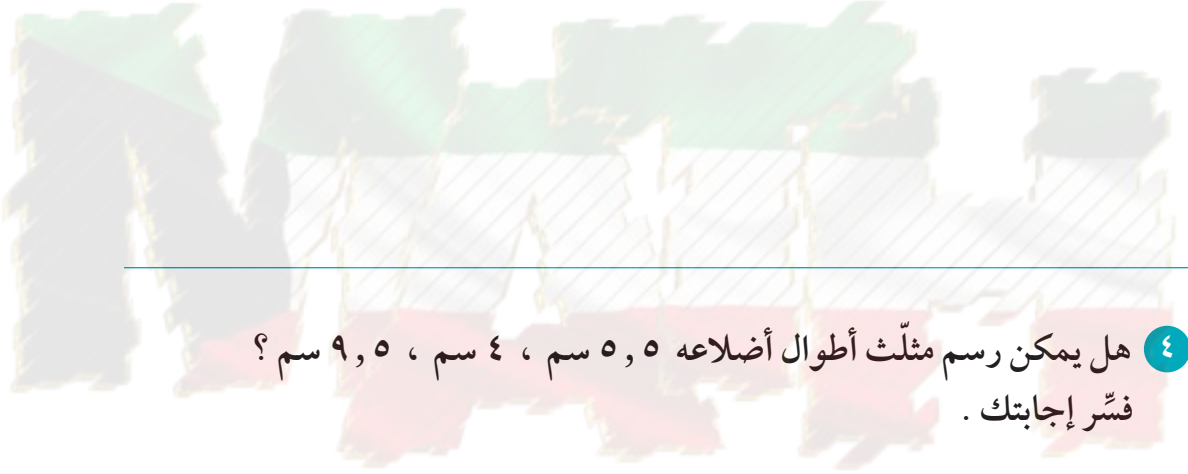 ٤ هل يمكن رسم مثلّث أطوال أضلاعه ٥,٥ سم ، ٤ سم ، ٩,٥ سم ؟
فسِّر إجابتك .